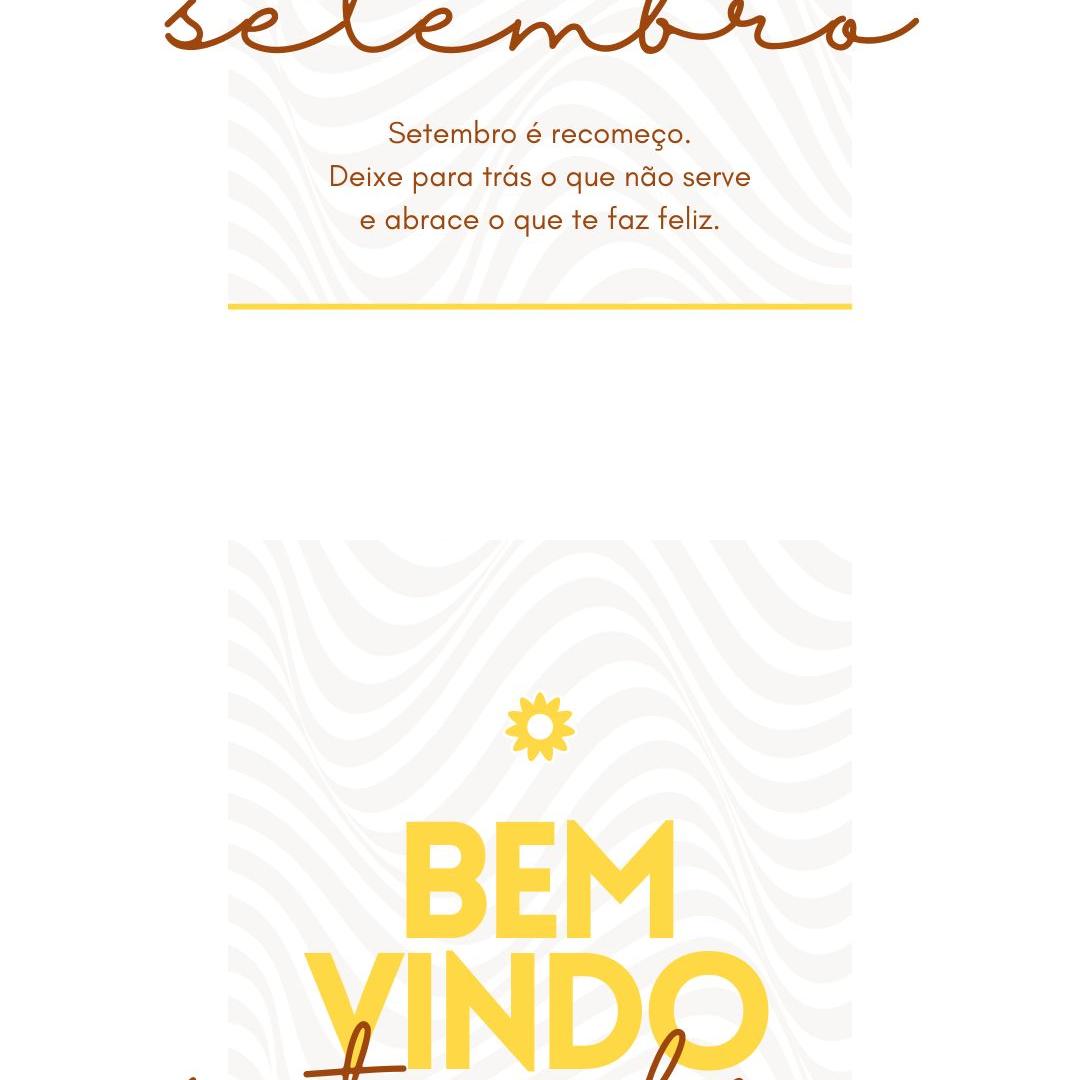 setembro
Setembro é recomeço.
Deixe para trás o que não serve
e abrace o que te faz feliz.
BEM
VINDO